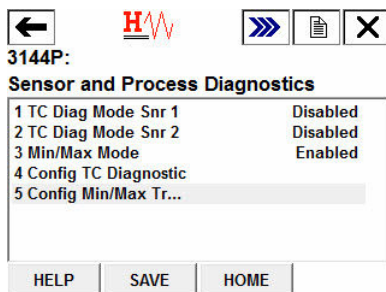 H
3144P:
Sensor and Process Diagnostics
1 TC Diag Mode Snr 1 Disabled
2 TC Diag Mode Snr 2 Disabled
3 Min/Max Mode Enabled
4 Config TC Diagnostic
5 Config Min/Max Tr...
HELP SAVE HOME